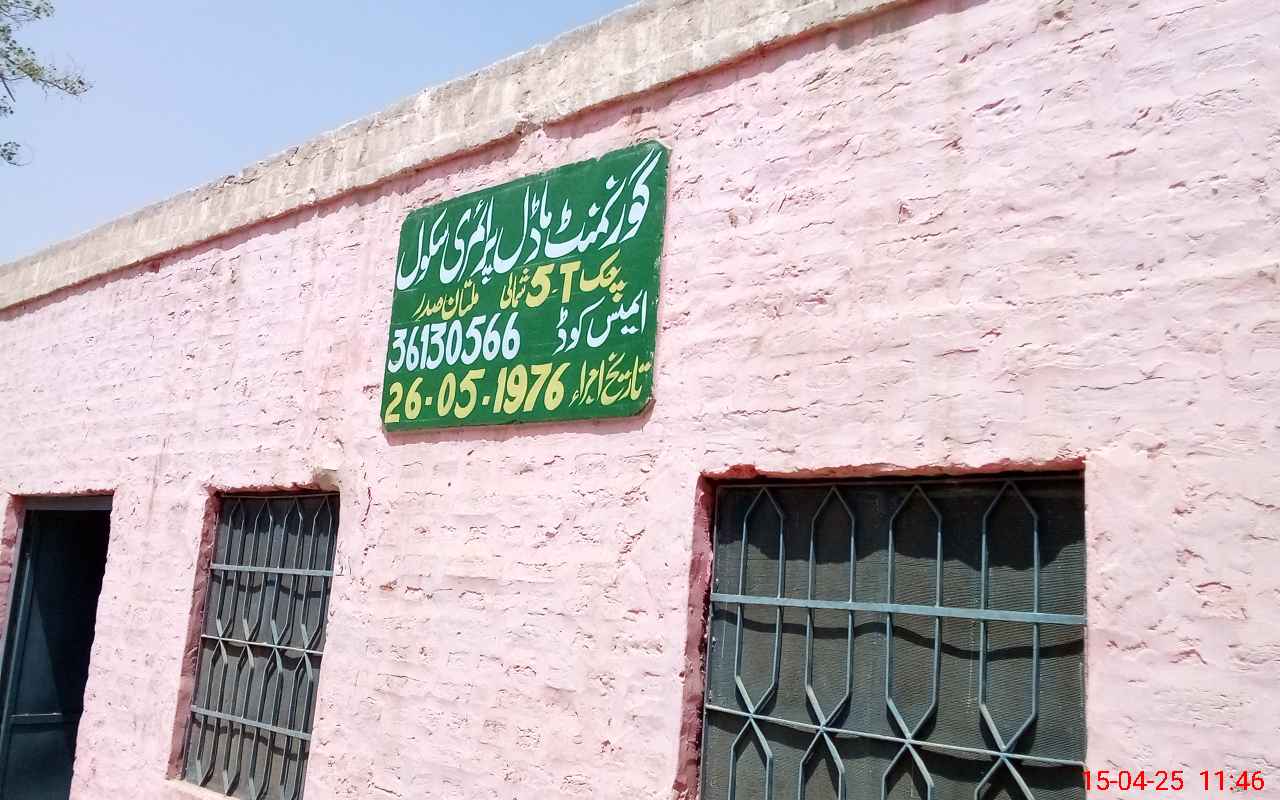 گورنمنٹ ماڈل پرائمری سکول
چک 5-T شمالی ملتان صدر
ایمس کوڈ 36130566
تاریخ اجراء 26-05-1976
15-04-25 11:46